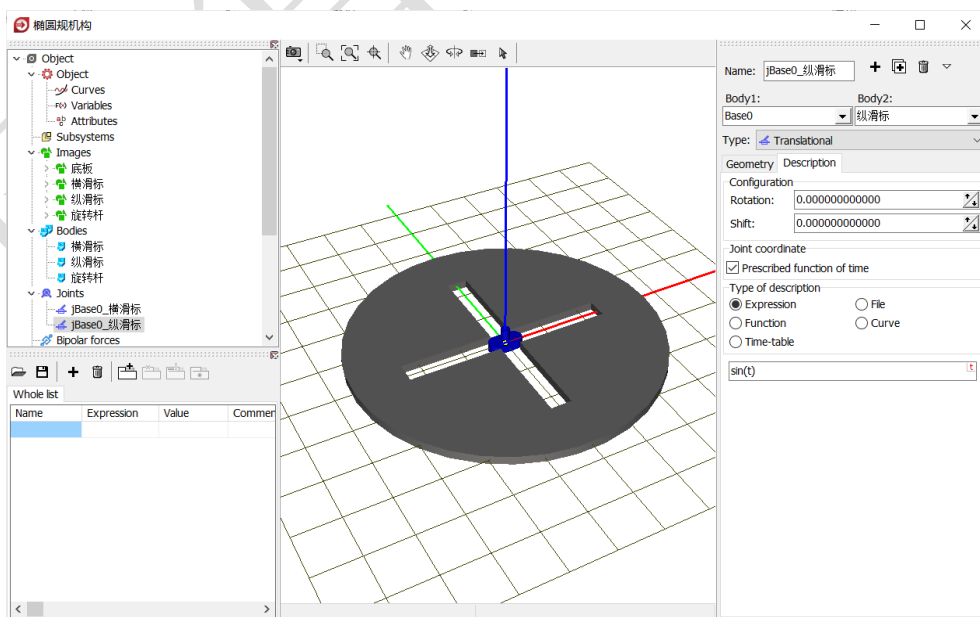 椭圆规机构
Object
Object
Curves
F(x) Variables
Attributes
Subsystems
Images
底板
横滑标
纵滑标
旋转杆
Bodies
横滑标
纵滑标
旋转杆
Joints
jBase0_横滑标
jBase0_纵滑标
Bipolar forces
Whole list
Name Expression Value Commen
Name: jBase0_纵滑标
Body1: Body2:
Base0 纵滑标
Type: Translational
Geometry Description
Configuration
Rotation: 0.000000000000
Shift: 0.000000000000
Joint coordinate
Prescribed function of time
Type of description
Expression File
Function Curve
Time-table
sin(t) t